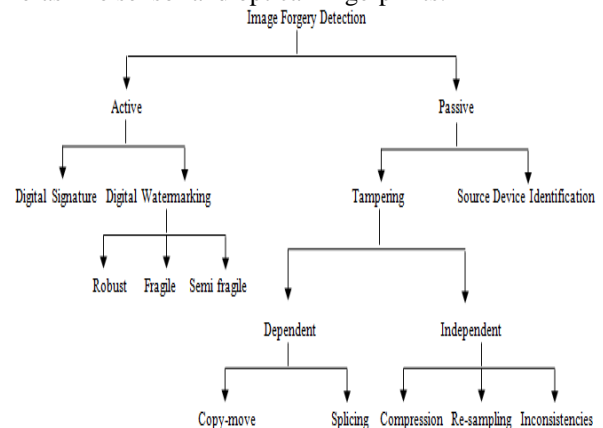 Image Forgery Detection
Active Passive
Digital Signature Digital Watermarking Tampering Source Device Identification
Robust Fragile Semi fragile
Dependent Independent
Copy-move Splicing Compression Re-sampling Inconsistencies